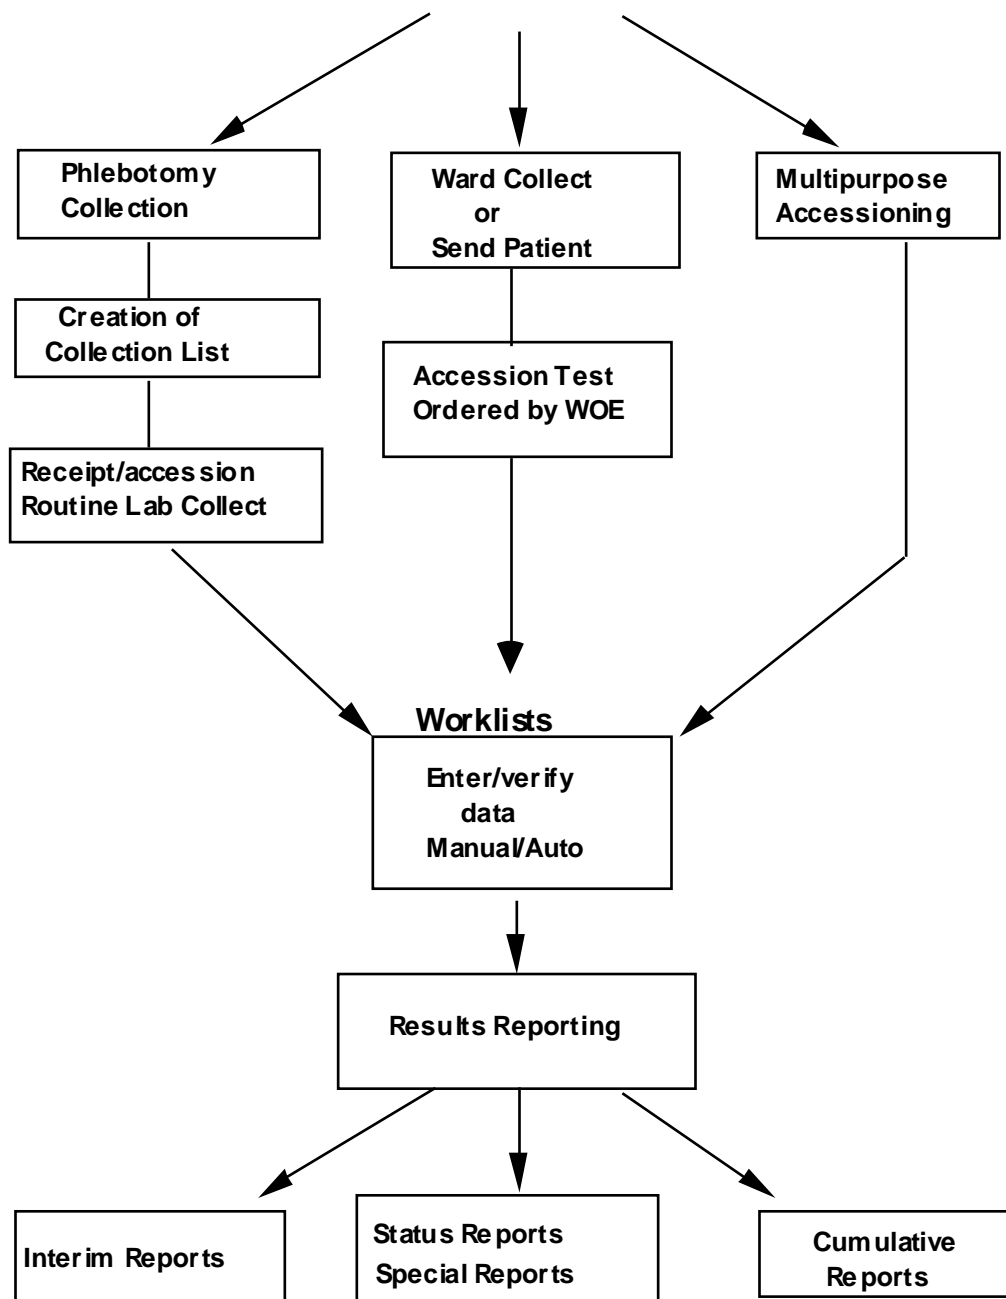 Phlebotomy
Collection
Ward Collect
or
Send Patient
Multipurpose
Accessioning
Creation of
Collection List
Accession Test
Ordered by WOE
Receipt/accession
Routine Lab Collect
Worklists
Enter/verify
data
Manual/Auto
Results Reporting
Interim Reports
Status Reports
Special Reports
Cumulative
Reports